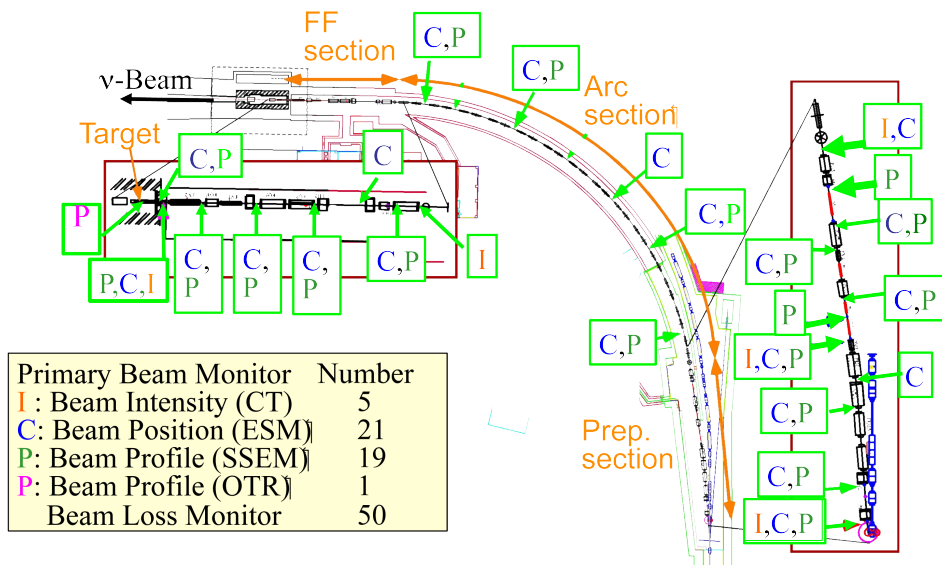 FF
section
C,P
C,P
Arc
section
ν-Beam
Target
C,P
C
C
I,C
P
C,P
C,P
C,P
P
I
P,C,I
C,
P
C,
P
C,
P
C,P
I
C,P
C,P
P
I,C,P
C
C,P
C,P
Prep.
section
C,P
I,C,P
Primary Beam Monitor Number
I : Beam Intensity (CT) 5
C: Beam Position (ESM) 21
P: Beam Profile (SSEM) 19
P: Beam Profile (OTR) 1
Beam Loss Monitor 50